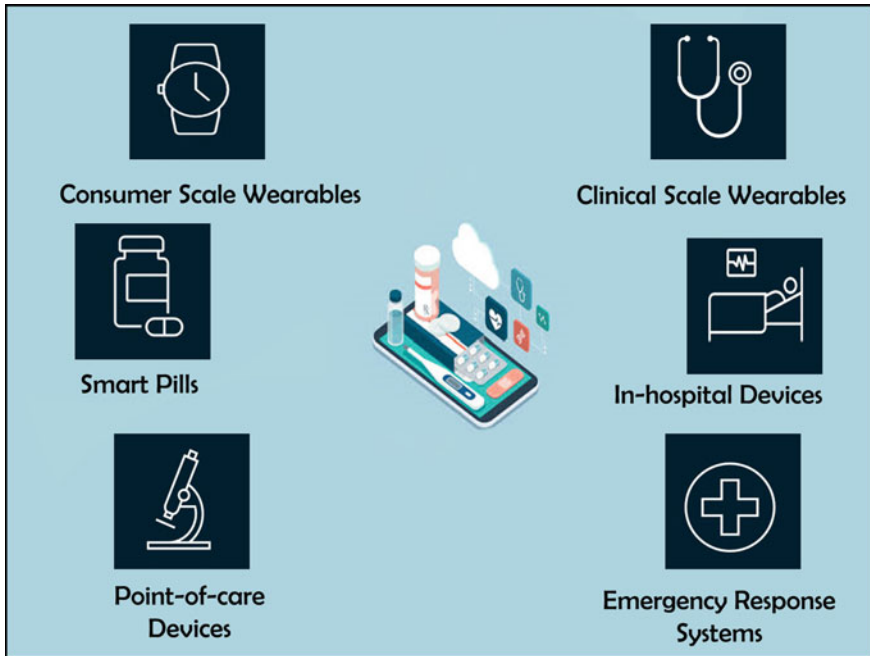 Consumer Scale Wearables
Clinical Scale Wearables
Smart Pills
In-hospital Devices
Point-of-care
Devices
Emergency Response
Systems